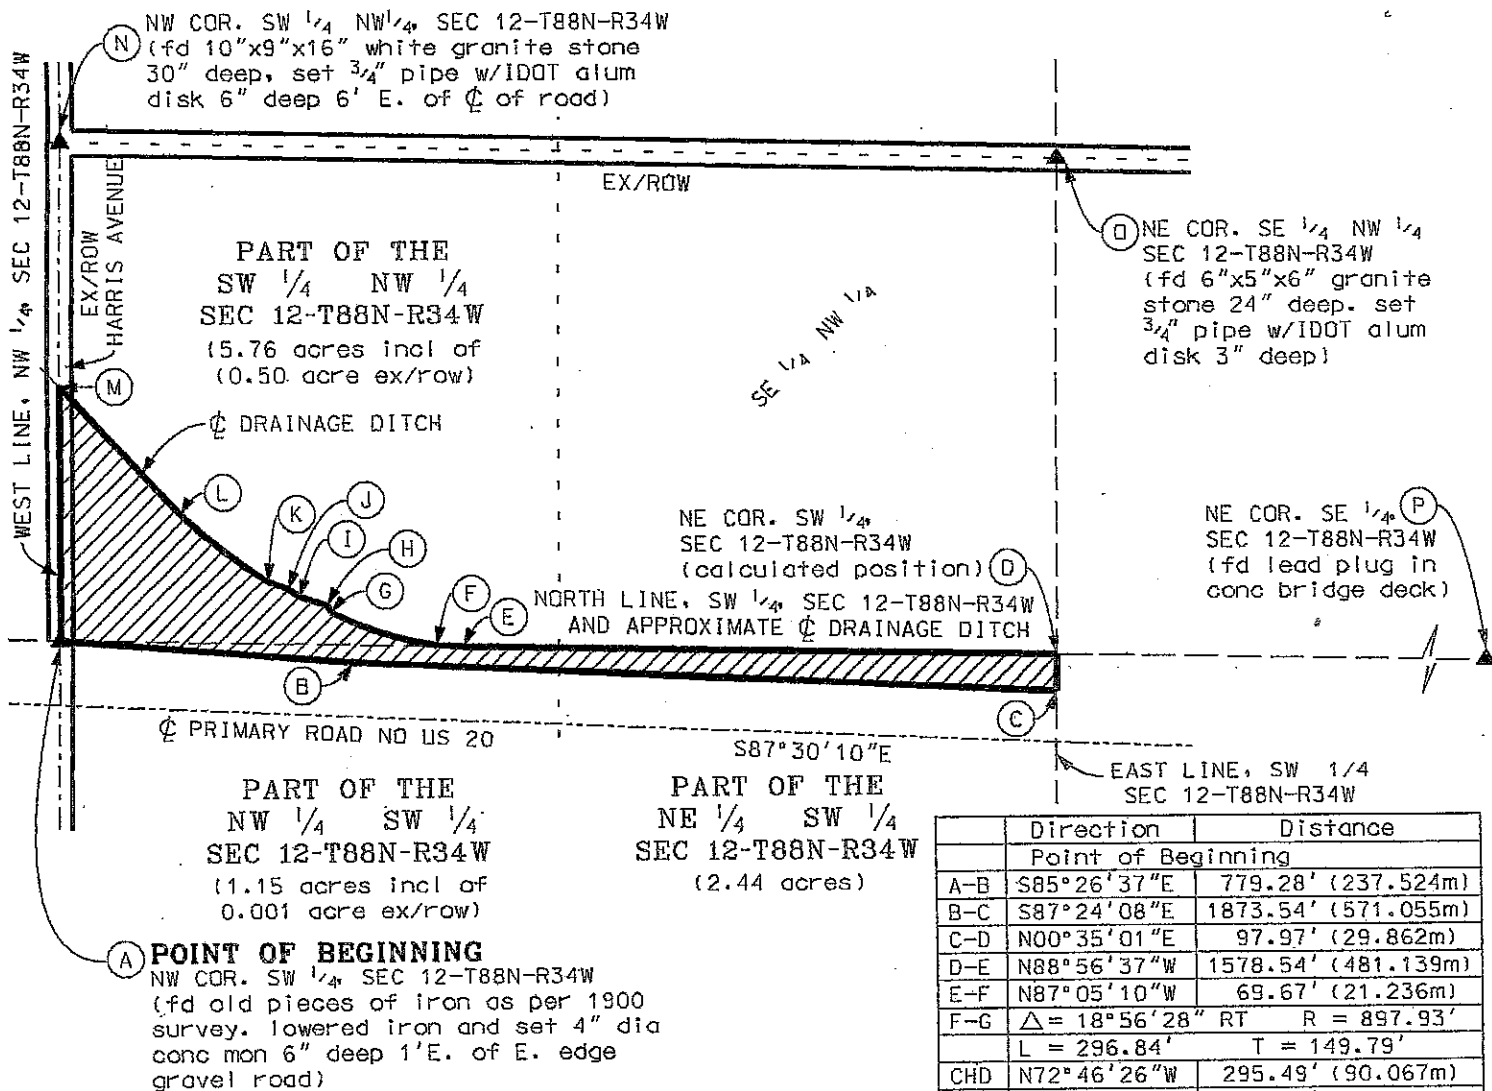 NW COR. SW 1/4 NW1/4, SEC 12-T88N-R34W
N (fd 10"x9"x16" white granite stone
30" deep, set 3/4" pipe w/IDOT alum
disk 6" deep 6' E. of ℄ of road)
WEST LINE, NW 1/4, SEC 12-T88N-R34W
EX/ROW
HARRIS AVENUE
EX/ROW
PART OF THE
SW 1/4 NW 1/4
SEC 12-T88N-R34W
(5.76 acres incl of
(0.50 acre ex/row)
SE 1/4 NW 1/4
O NE COR. SE 1/4 NW 1/4
SEC 12-T88N-R34W
(fd 6"x5"x6" granite
stone 24" deep. set
3/4" pipe w/IDOT alum
disk 3" deep)
M
℄ DRAINAGE DITCH
L
K
J
I
H
G
F
E
NE COR. SW 1/4,
SEC 12-T88N-R34W
(calculated position) D
NORTH LINE, SW 1/4, SEC 12-T88N-R34W
AND APPROXIMATE ℄ DRAINAGE DITCH
NE COR. SE 1/4, P
SEC 12-T88N-R34W
(fd lead plug in
conc bridge deck)
B
C
℄ PRIMARY ROAD NO US 20
S87°30'10"E
EAST LINE, SW 1/4
SEC 12-T88N-R34W
PART OF THE
NW 1/4 SW 1/4
SEC 12-T88N-R34W
(1.15 acres incl of
0.001 acre ex/row)
PART OF THE
NE 1/4 SW 1/4
SEC 12-T88N-R34W
(2.44 acres)
A POINT OF BEGINNING
NW COR. SW 1/4, SEC 12-T88N-R34W
(fd old pieces of iron as per 1900
survey. lowered iron and set 4" dia
conc mon 6" deep 1'E. of E. edge
gravel road)
Direction Distance
Point of Beginning
A-B S85°26'37"E 779.28' (237.524m)
B-C S87°24'08"E 1873.54' (571.055m)
C-D N00°35'01"E 97.97' (29.862m)
D-E N88°56'37"W 1578.54' (481.139m)
E-F N87°05'10"W 69.67' (21.236m)
F-G △= 18°56'28" RT R = 897.93'
L = 296.84' T = 149.79'
CHD N72°46'26"W 295.49' (90.067m)